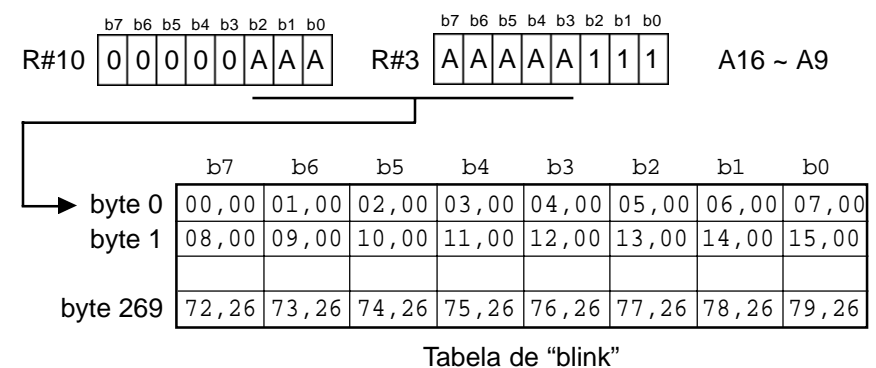 b7 b6 b5 b4 b3 b2 b1 b0 b7 b6 b5 b4 b3 b2 b1 b0
R#10 0 0 0 0 0 A A A R#3 A A A A A 1 1 1 A16 ~ A9
b7 b6 b5 b4 b3 b2 b1 b0
byte 0 00,00 01,00 02,00 03,00 04,00 05,00 06,00 07,00
byte 1 08,00 09,00 10,00 11,00 12,00 13,00 14,00 15,00
byte 269 72,26 73,26 74,26 75,26 76,26 77,26 78,26 79,26
Tabela de “blink”